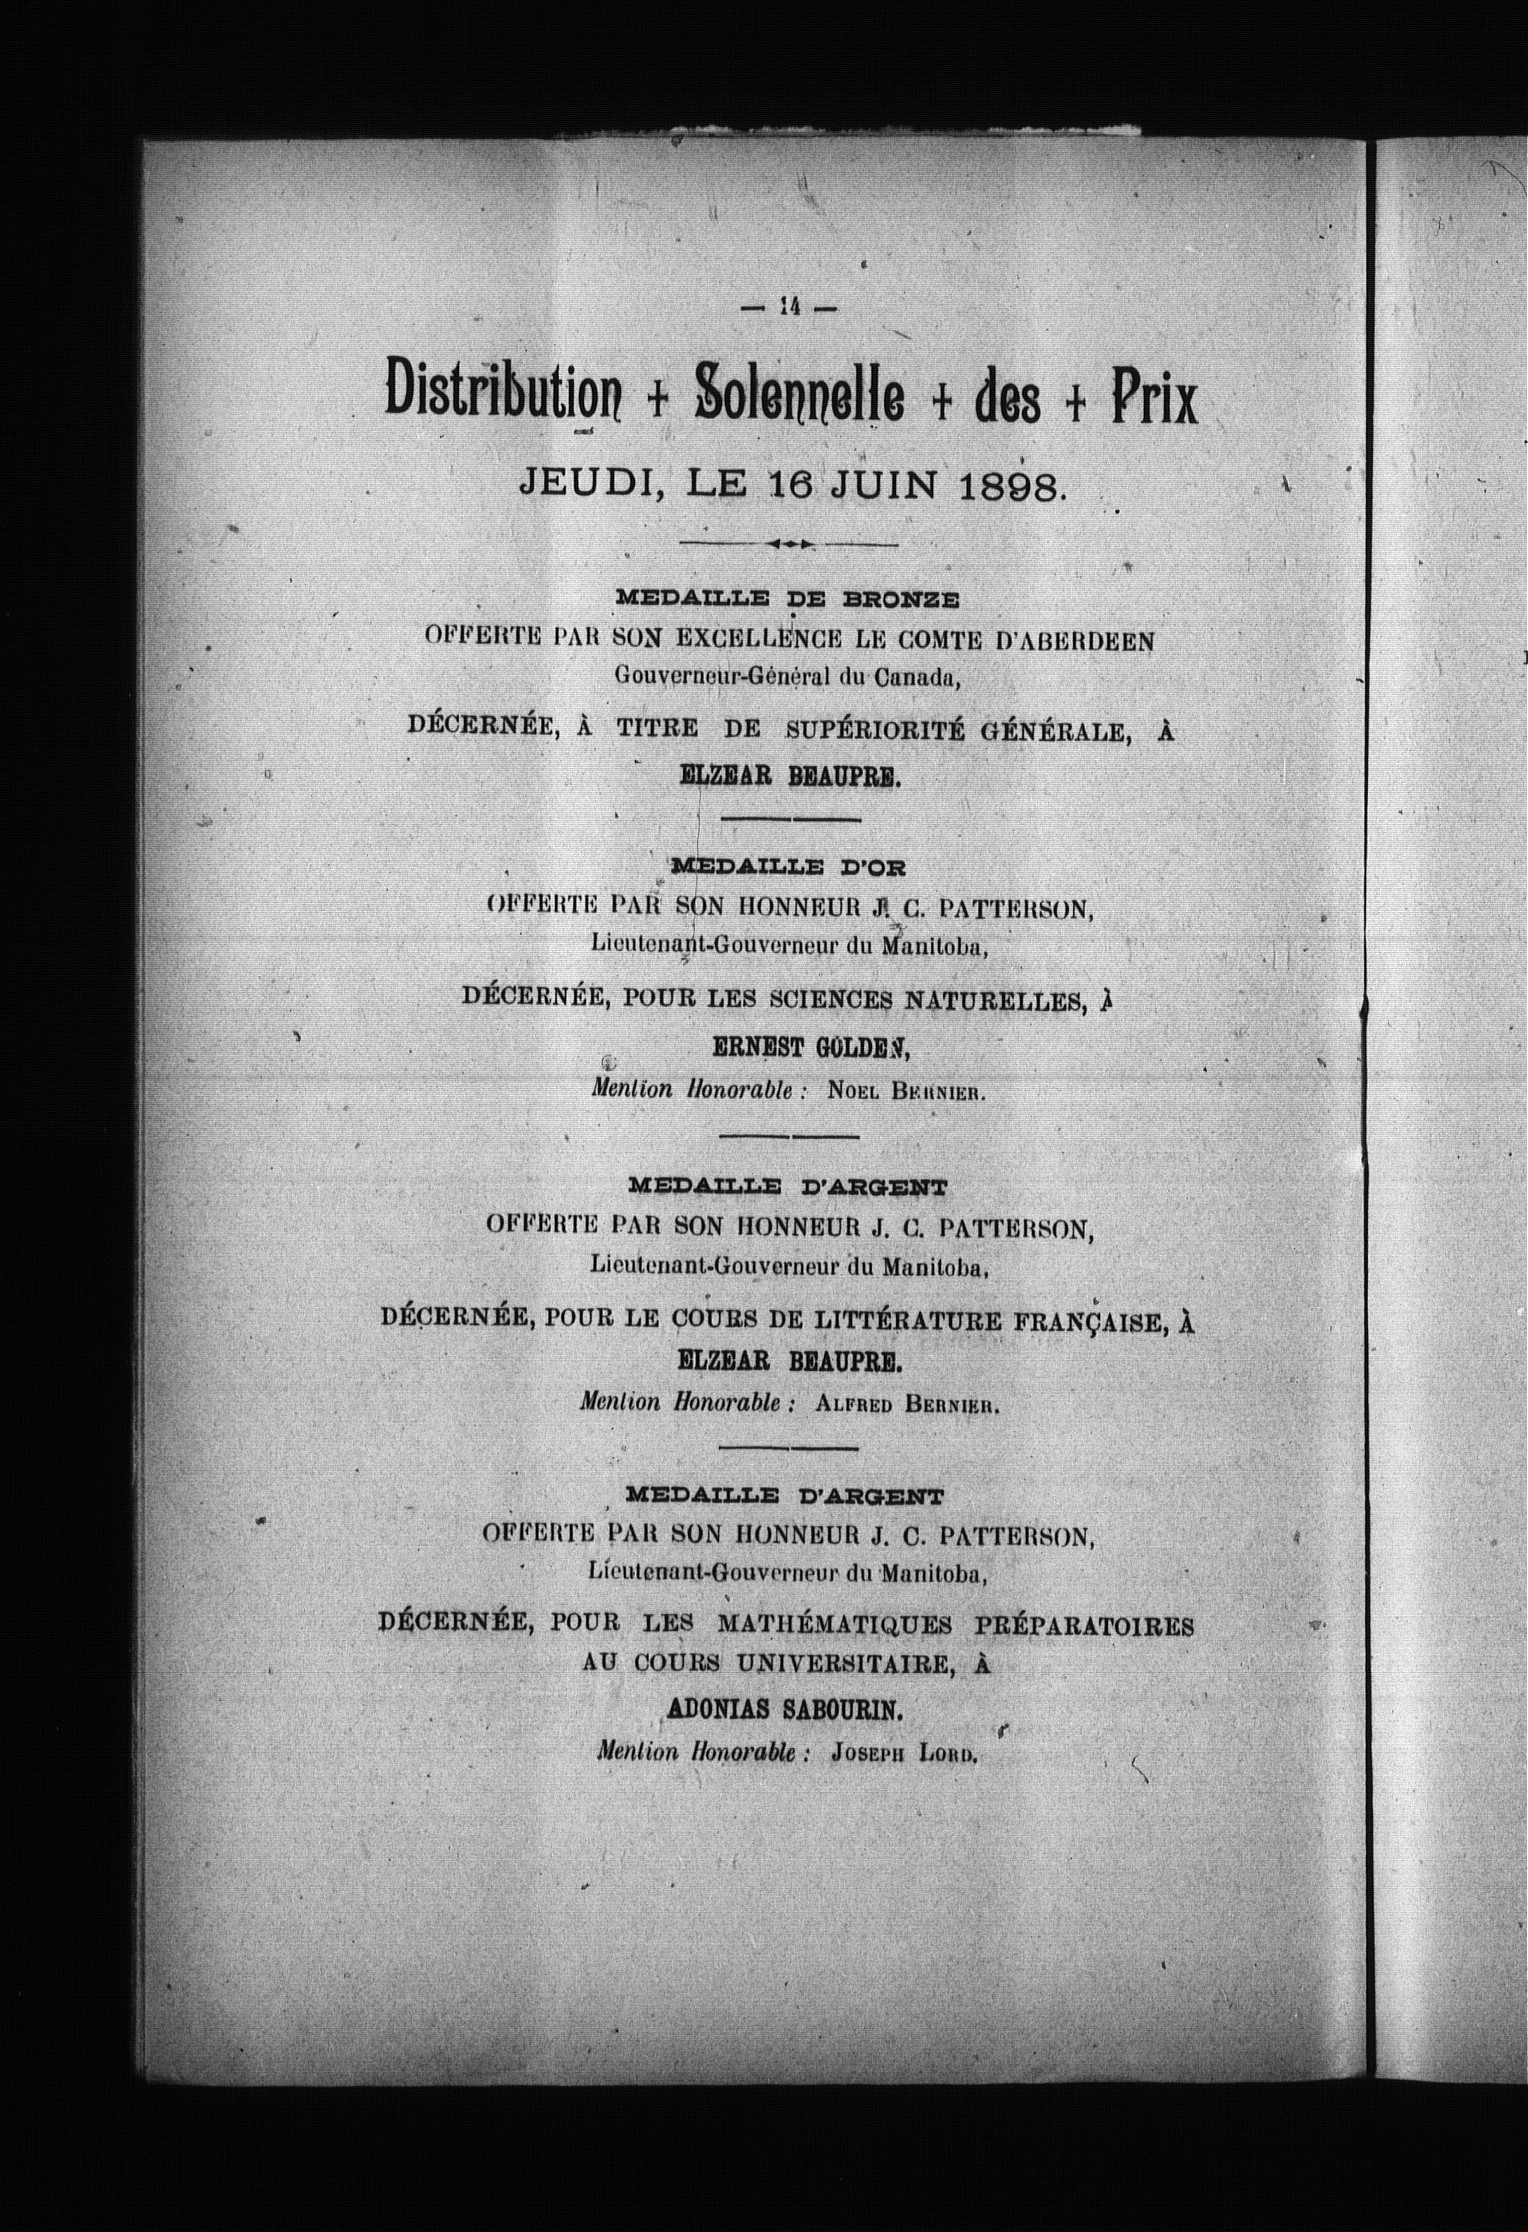 — 14 —
Distribution + Solennelle + des + Prix
JEUDI, LE 16 JUIN 1898.
MEDAILLE DE BRONZE
OFFERTE PAR SON EXCELLENCE LE COMTE D'ABERDEEN
Gouverneur-Général du Canada,
DÉCERNÉE, À TITRE DE SUPÉRIORITÉ GÉNÉRALE, À
ELZEAR BEAUPRE.
MEDAILLE D'OR
OFFERTE PAR SON HONNEUR J. C. PATTERSON,
Lieutenant-Gouverneur du Manitoba,
DÉCERNÉE, POUR LES SCIENCES NATURELLES, À
ERNEST GOLDEN,
Mention Honorable : NOEL BERNIER.
MEDAILLE D'ARGENT
OFFERTE PAR SON HONNEUR J. C. PATTERSON,
Lieutenant-Gouverneur du Manitoba,
DÉCERNÉE, POUR LE COURS DE LITTÉRATURE FRANÇAISE, À
ELZEAR BEAUPRE.
Mention Honorable : ALFRED BERNIER.
MEDAILLE D'ARGENT
OFFERTE PAR SON HONNEUR J. C. PATTERSON,
Lieutenant-Gouverneur du Manitoba,
DÉCERNÉE, POUR LES MATHÉMATIQUES PRÉPARATOIRES
AU COURS UNIVERSITAIRE, À
ADONIAS SABOURIN.
Mention Honorable : JOSEPH LORD.